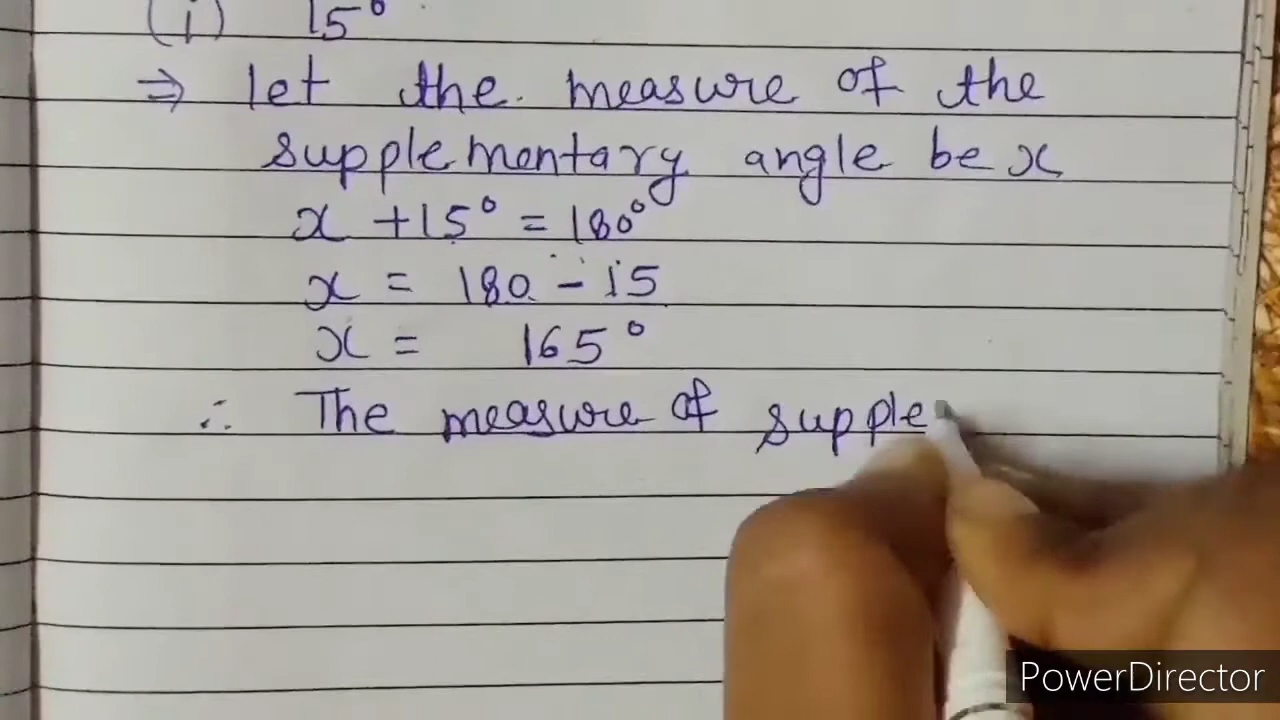 (i) 15°
⇒ let the measure of the
supplementary angle be x
x + 15° = 180°
x = 180 - 15
x = 165°
∴ The measure of supple
PowerDirector